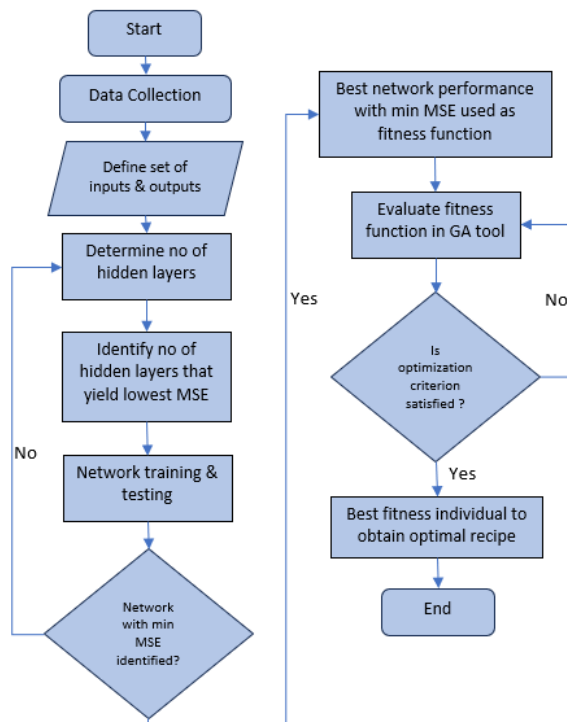 Start
Data Collection
Define set of
inputs & outputs
Determine no of
hidden layers
Identify no of
hidden layers that
yield lowest MSE
No
Network training &
testing
Network
with min
MSE
identified?
Yes
Best network performance
with min MSE used as
fitness function
Evaluate fitness
function in GA tool
No
Is
optimization
criterion
satisfied ?
Yes
Best fitness individual to
obtain optimal recipe
End